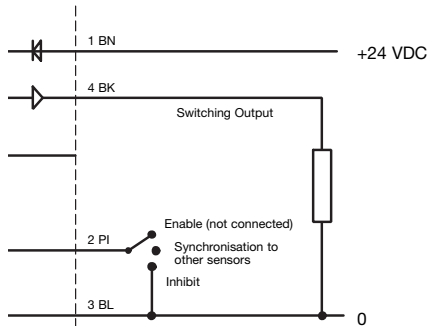 1 BN
+24 VDC
4 BK
Switching Output
Enable (not connected)
2 PI
Synchronisation to
other sensors
Inhibit
3 BL
0